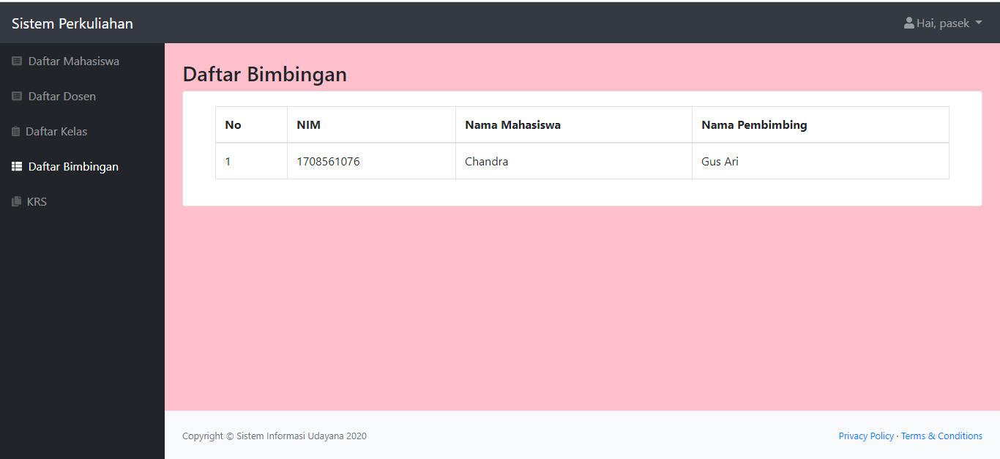 Sistem Perkuliahan
Hai, pasek
Daftar Mahasiswa
Daftar Dosen
Daftar Kelas
Daftar Bimbingan
KRS
Daftar Bimbingan
No NIM Nama Mahasiswa Nama Pembimbing
1 1708561076 Chandra Gus Ari
Copyright © Sistem Informasi Udayana 2020
Privacy Policy · Terms & Conditions